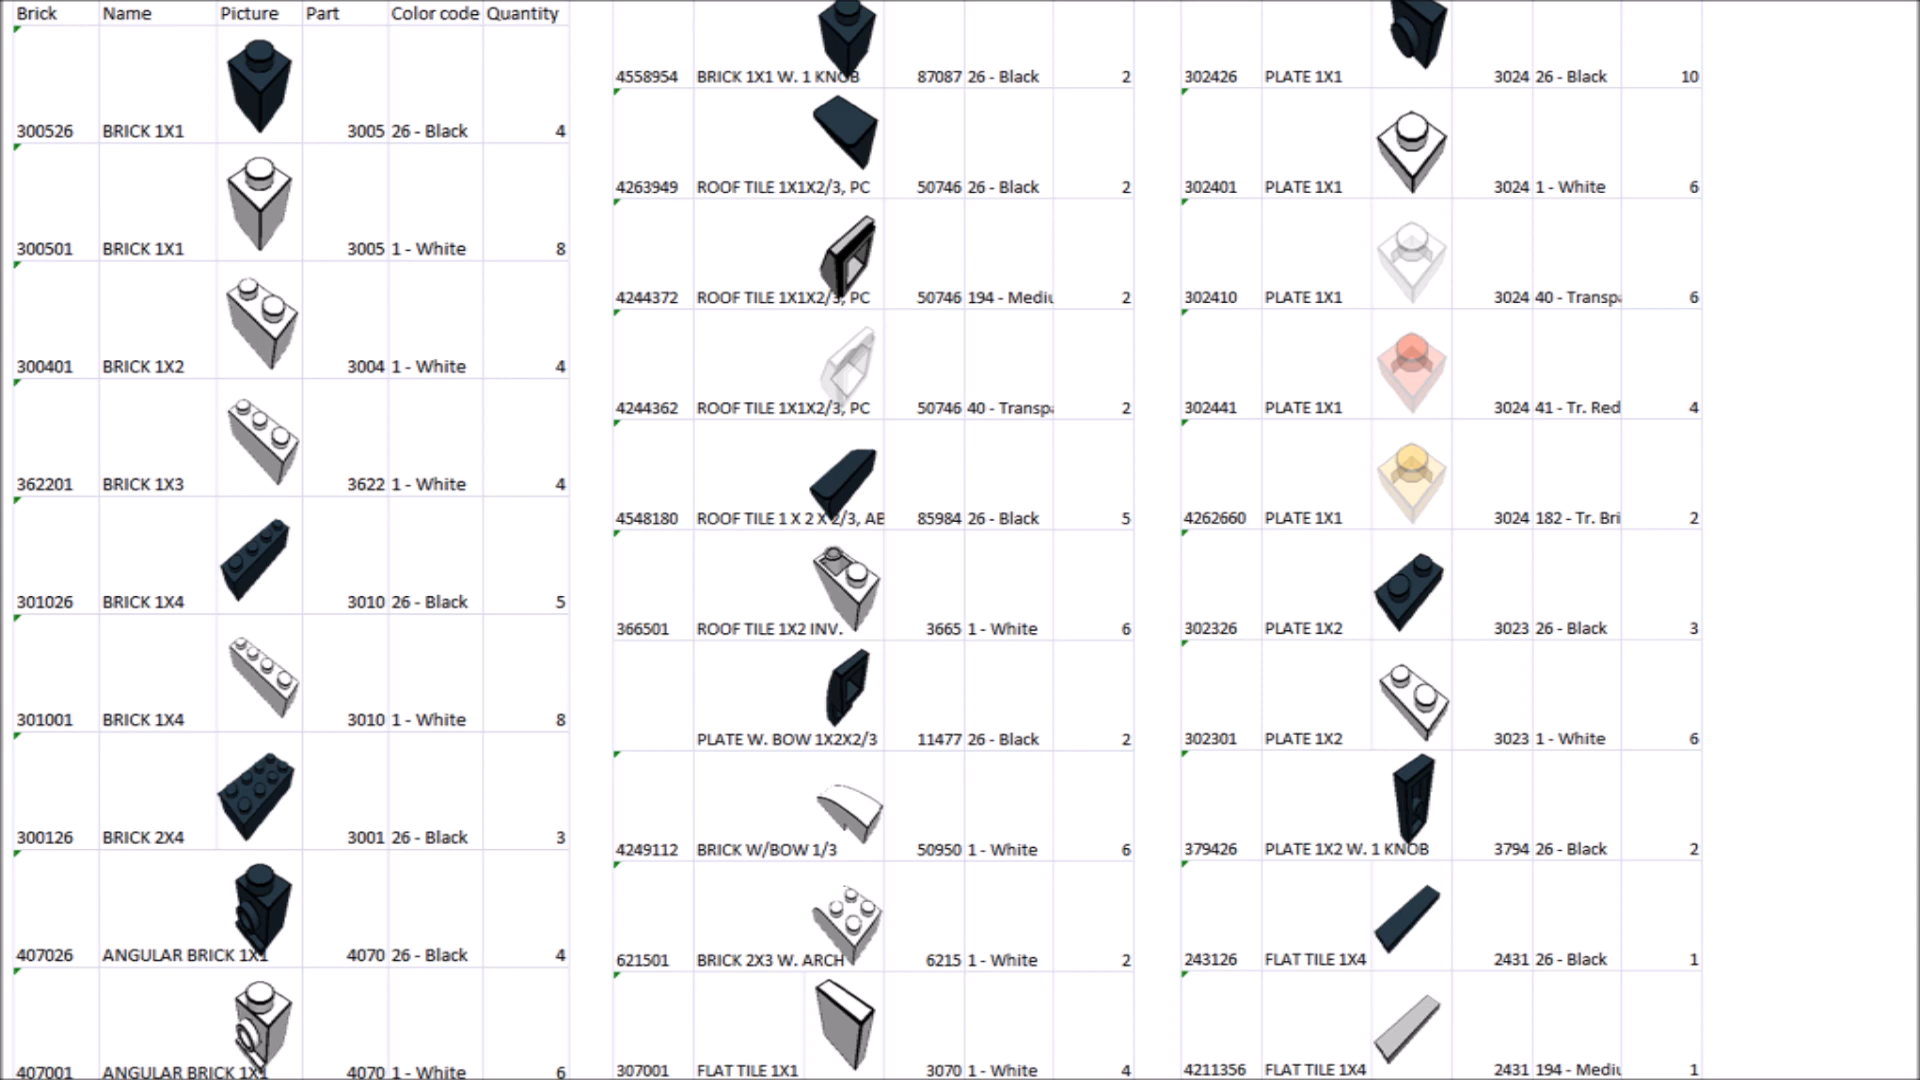 Brick Name Picture Part Color code Quantity
300526 BRICK 1X1 3005 26 - Black 4
300501 BRICK 1X1 3005 1 - White 8
300401 BRICK 1X2 3004 1 - White 4
362201 BRICK 1X3 3622 1 - White 4
301026 BRICK 1X4 3010 26 - Black 5
301001 BRICK 1X4 3010 1 - White 8
300126 BRICK 2X4 3001 26 - Black 3
407026 ANGULAR BRICK 1X1 4070 26 - Black 4
407001 ANGULAR BRICK 1X1 4070 1 - White 6
4558954 BRICK 1X1 W. 1 KNOB 87087 26 - Black 2
4263949 ROOF TILE 1X1X2/3, PC 50746 26 - Black 2
4244372 ROOF TILE 1X1X2/3, PC 50746 194 - Mediu 2
4244362 ROOF TILE 1X1X2/3, PC 50746 40 - Transpa 2
4548180 ROOF TILE 1 X 2 X 2/3, AB 85984 26 - Black 5
366501 ROOF TILE 1X2 INV. 3665 1 - White 6
PLATE W. BOW 1X2X2/3 11477 26 - Black 2
4249112 BRICK W/BOW 1/3 50950 1 - White 6
621501 BRICK 2X3 W. ARCH 6215 1 - White 2
307001 FLAT TILE 1X1 3070 1 - White 4
302426 PLATE 1X1 3024 26 - Black 10
302401 PLATE 1X1 3024 1 - White 6
302410 PLATE 1X1 3024 40 - Transpa 6
302441 PLATE 1X1 3024 41 - Tr. Red 4
4262660 PLATE 1X1 3024 182 - Tr. Bri 2
302326 PLATE 1X2 3023 26 - Black 3
302301 PLATE 1X2 3023 1 - White 6
379426 PLATE 1X2 W. 1 KNOB 3794 26 - Black 2
243126 FLAT TILE 1X4 2431 26 - Black 1
4211356 FLAT TILE 1X4 2431 194 - Mediu 1